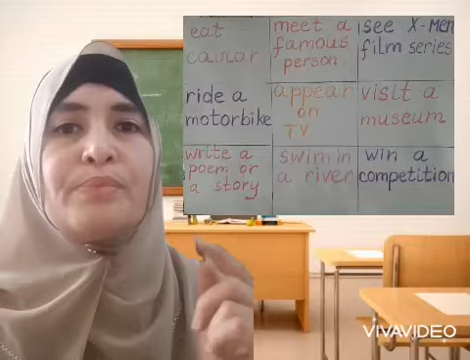 eat
caviar
meet a
famous
person
see X-Men
film series
ride a
motorbike
appear
on
TV
visit a
museum
write a
poem or
a story
swim in
a river
win a
competition
VIVAVIDEO